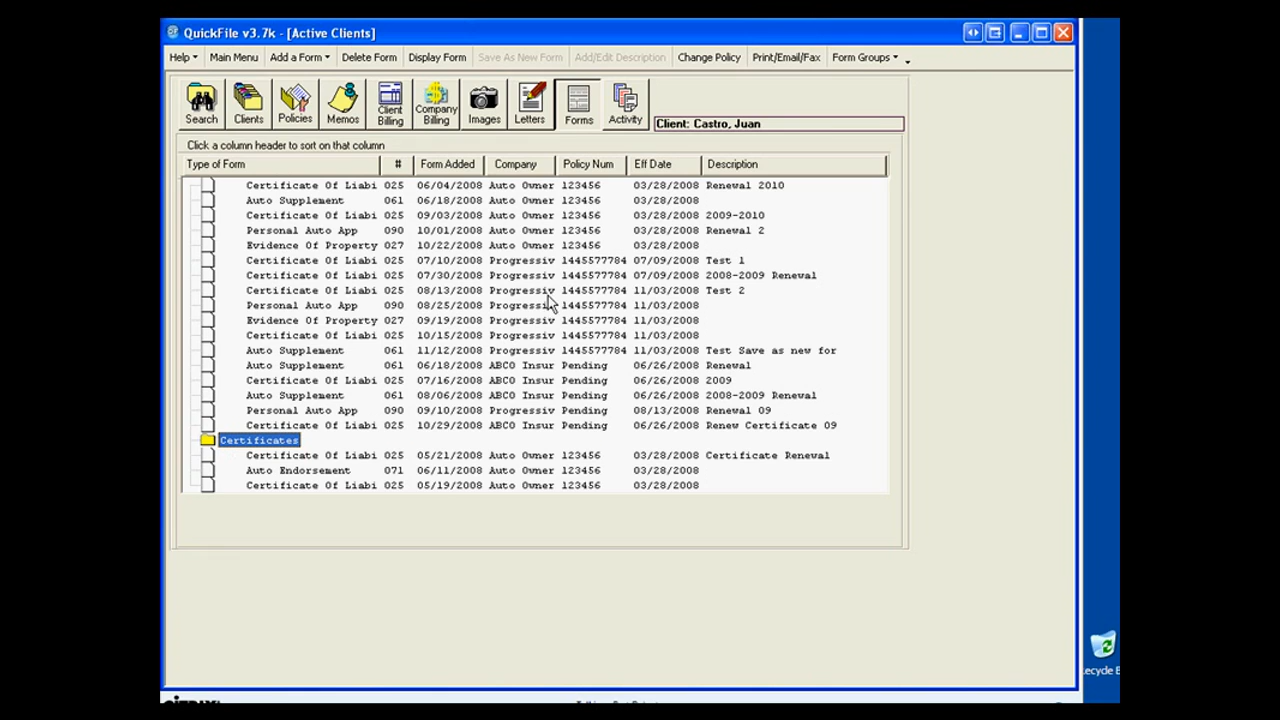 QuickFile v3.7k - [Active Clients]
Help Main Menu Add a Form Delete Form Display Form Save As New Form Add/Edit Description Change Policy Print/Email/Fax Form Groups
Search Clients Policies Memos Client Billing Company Billing Images Letters Forms Activity Client: Castro, Juan
Click a column header to sort on that column
Type of Form # Form Added Company Policy Num Eff Date Description
Certificate Of Liabi 025 06/04/2008 Auto Owner 123456 03/28/2008 Renewal 2010
Auto Supplement 061 06/18/2008 Auto Owner 123456 03/28/2008
Certificate Of Liabi 025 09/03/2008 Auto Owner 123456 03/28/2008 2009-2010
Personal Auto App 090 10/01/2008 Auto Owner 123456 03/28/2008 Renewal 2
Evidence Of Property 027 10/22/2008 Auto Owner 123456 03/28/2008
Certificate Of Liabi 025 07/10/2008 Progressiv 1445577784 07/09/2008 Test 1
Certificate Of Liabi 025 07/30/2008 Progressiv 1445577784 07/09/2008 2008-2009 Renewal
Certificate Of Liabi 025 08/13/2008 Progressiv 1445577784 11/03/2008 Test 2
Personal Auto App 090 08/25/2008 Progressiv 1445577784 11/03/2008
Evidence Of Property 027 09/19/2008 Progressiv 1445577784 11/03/2008
Certificate Of Liabi 025 10/15/2008 Progressiv 1445577784 11/03/2008
Auto Supplement 061 11/12/2008 Progressiv 1445577784 11/03/2008 Test Save as new for
Auto Supplement 061 06/18/2008 ABCO Insur Pending 06/26/2008 Renewal
Certificate Of Liabi 025 07/16/2008 ABCO Insur Pending 06/26/2008 2009
Auto Supplement 061 08/06/2008 ABCO Insur Pending 06/26/2008 2008-2009 Renewal
Personal Auto App 090 09/10/2008 Progressiv Pending 08/13/2008 Renewal 09
Certificate Of Liabi 025 10/29/2008 ABCO Insur Pending 06/26/2008 Renew Certificate 09
Certificates
Certificate Of Liabi 025 05/21/2008 Auto Owner 123456 03/28/2008 Certificate Renewal
Auto Endorsement 071 06/11/2008 Auto Owner 123456 03/28/2008
Certificate Of Liabi 025 05/19/2008 Auto Owner 123456 03/28/2008
ecycle B